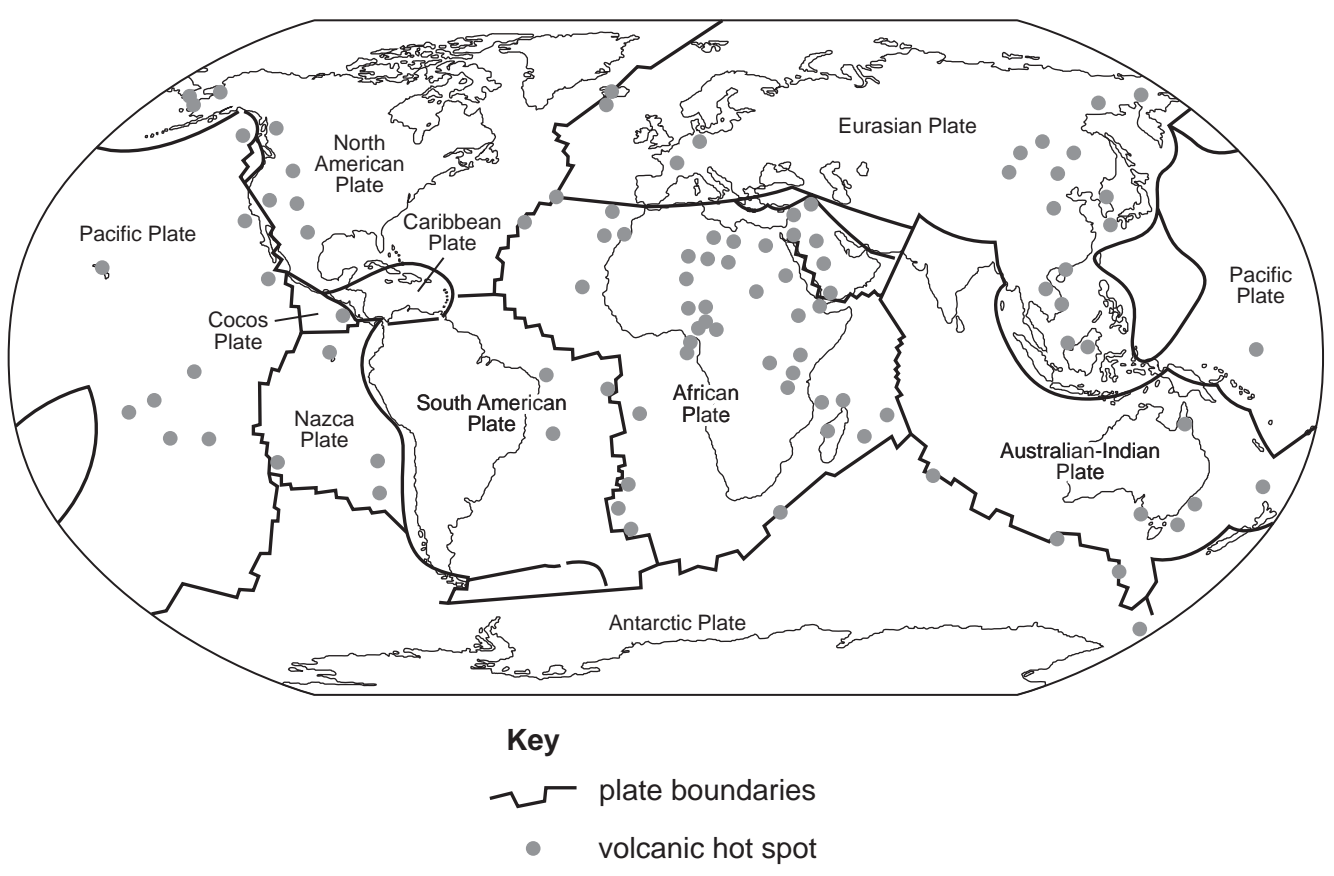 North
American
Plate
Eurasian Plate
Caribbean
Plate
Pacific Plate
Pacific
Plate
Cocos
Plate
Nazca
Plate
South American
Plate
African
Plate
Australian-Indian
Plate
Antarctic Plate
Key
plate boundaries
volcanic hot spot